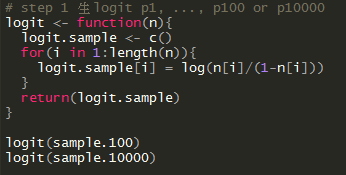 # step 1 生logit p1, ..., p100 or p10000
logit <- function(n){
  logit.sample <- c()
  for(i in 1:length(n)){
    logit.sample[i] = log(n[i]/(1-n[i]))
  }
  return(logit.sample)
}

logit(sample.100)
logit(sample.10000)